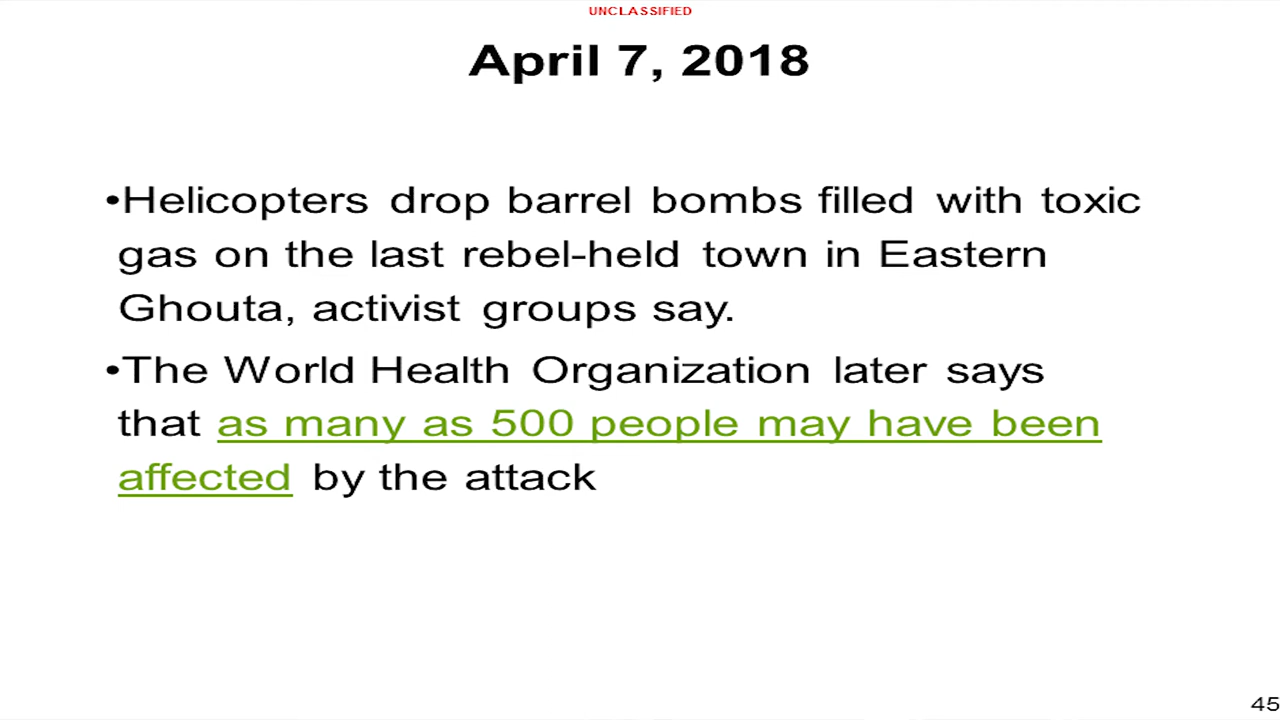 UNCLASSIFIED
April 7, 2018
•Helicopters drop barrel bombs filled with toxic
gas on the last rebel-held town in Eastern
Ghouta, activist groups say.
•The World Health Organization later says
that as many as 500 people may have been
affected by the attack
45